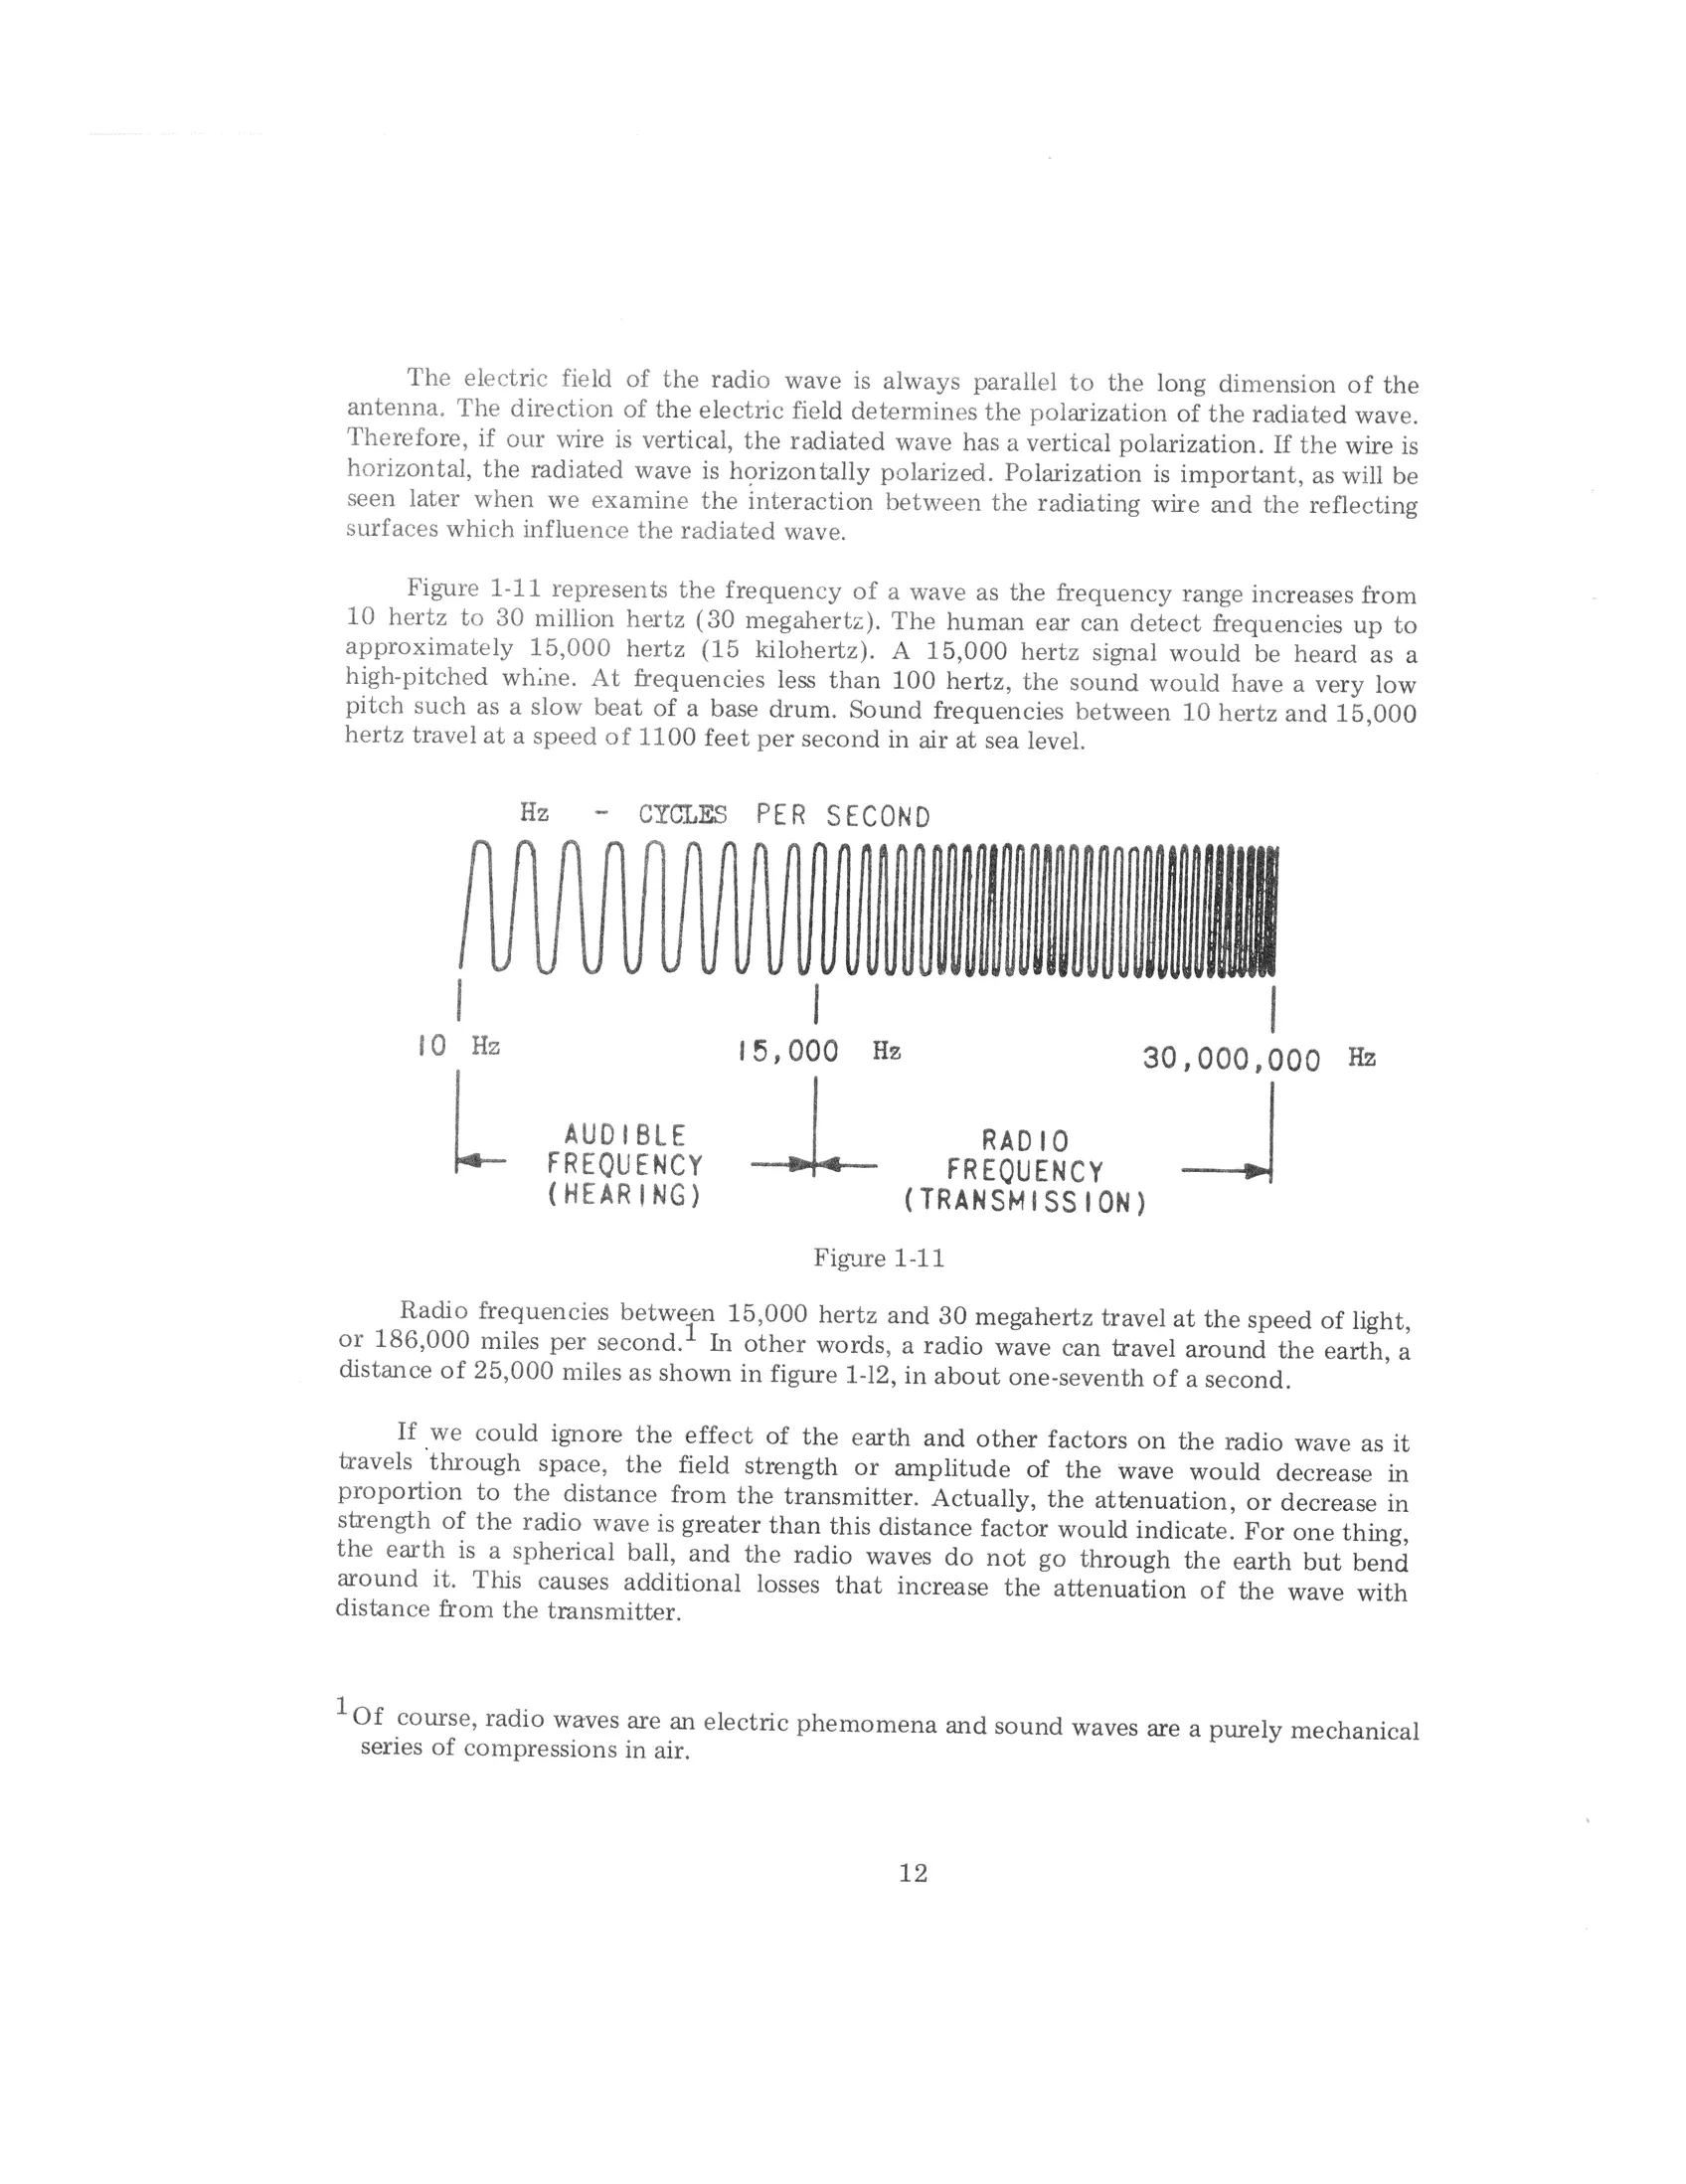 The electric field of the radio wave is always parallel to the long dimension of the
antenna. The direction of the electric field determines the polarization of the radiated wave.
Therefore, if our wire is vertical, the radiated wave has a vertical polarization. If the wire is
horizontal, the radiated wave is horizontally polarized. Polarization is important, as will be
seen later when we examine the interaction between the radiating wire and the reflecting
surfaces which influence the radiated wave.
Figure 1-11 represents the frequency of a wave as the frequency range increases from
10 hertz to 30 million hertz (30 megahertz). The human ear can detect frequencies up to
approximately 15,000 hertz (15 kilohertz). A 15,000 hertz signal would be heard as a
high-pitched whine. At frequencies less than 100 hertz, the sound would have a very low
pitch such as a slow beat of a base drum. Sound frequencies between 10 hertz and 15,000
hertz travel at a speed of 1100 feet per second in air at sea level.
Hz - CYCLES PER SECOND
10 Hz 15,000 Hz 30,000,000 Hz
AUDIBLE
FREQUENCY
(HEARING)
RADIO
FREQUENCY
(TRANSMISSION)
Figure 1-11
Radio frequencies between 15,000 hertz and 30 megahertz travel at the speed of light,
or 186,000 miles per second.1 In other words, a radio wave can travel around the earth, a
distance of 25,000 miles as shown in figure 1-12, in about one-seventh of a second.
If we could ignore the effect of the earth and other factors on the radio wave as it
travels through space, the field strength or amplitude of the wave would decrease in
proportion to the distance from the transmitter. Actually, the attenuation, or decrease in
strength of the radio wave is greater than this distance factor would indicate. For one thing,
the earth is a spherical ball, and the radio waves do not go through the earth but bend
around it. This causes additional losses that increase the attenuation of the wave with
distance from the transmitter.
1Of course, radio waves are an electric phemomena and sound waves are a purely mechanical
series of compressions in air.
12